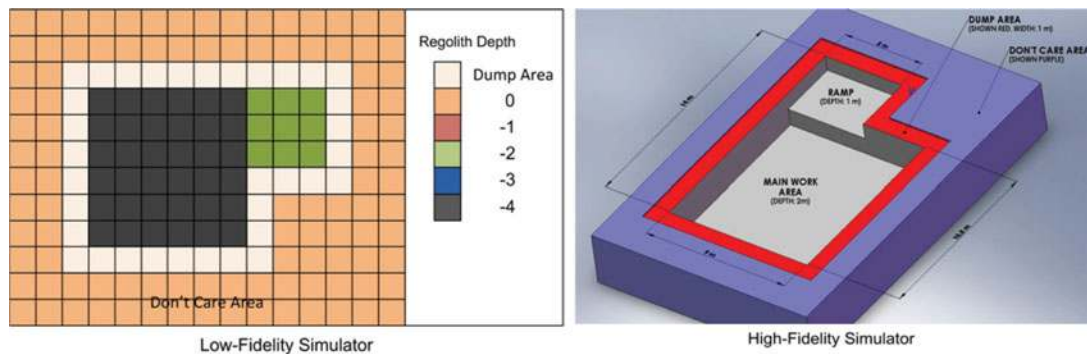 Regolith Depth
Dump Area
0
-1
-2
-3
-4
Don't Care Area
Low-Fidelity Simulator
DUMP AREA
(SHOWN RED, WIDTH: 1 m)
DON'T CARE AREA
(SHOWN PURPLE)
RAMP
(DEPTH: 1 m)
MAIN WORK
AREA
(DEPTH: 2m)
High-Fidelity Simulator